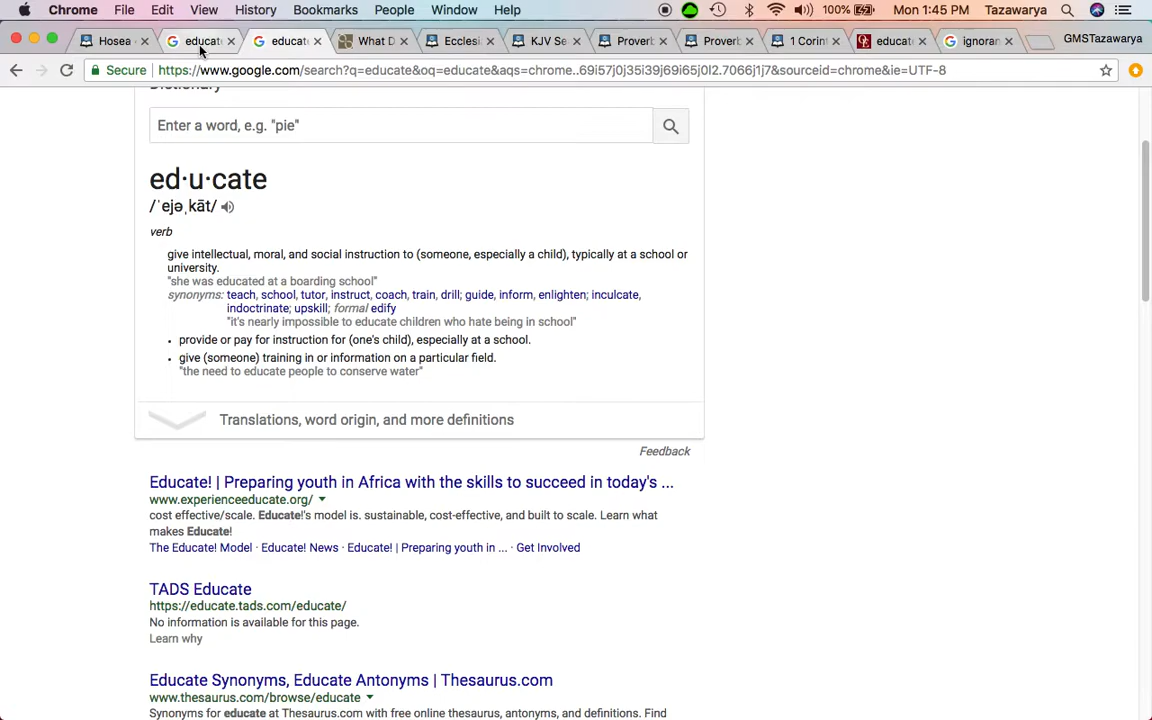 Chrome File Edit View History Bookmarks People Window Help 100% Mon 1:45 PM Tazawarya
Hosea educat educat What D Ecclesi KJV Se Proverb Proverb 1 Corint educat ignoran GMSTazawarya
Secure https://www.google.com/search?q=educate&oq=educate&aqs=chrome..69i57j0j35i39j69i65j0l2.7066j1j7&sourceid=chrome&ie=UTF-8
Dictionary
Enter a word, e.g. "pie"
ed·u·cate
/ˈejəˌkāt/
verb
give intellectual, moral, and social instruction to (someone, especially a child), typically at a school or
university.
"she was educated at a boarding school"
synonyms: teach, school, tutor, instruct, coach, train, drill; guide, inform, enlighten; inculcate,
indoctrinate; upskill; formal edify
"it's nearly impossible to educate children who hate being in school"
• provide or pay for instruction for (one's child), especially at a school.
• give (someone) training in or information on a particular field.
"the need to educate people to conserve water"
Translations, word origin, and more definitions
Feedback
Educate! | Preparing youth in Africa with the skills to succeed in today's ...
www.experienceeducate.org/
cost effective/scale. Educate!'s model is. sustainable, cost-effective, and built to scale. Learn what
makes Educate!
The Educate! Model · Educate! News · Educate! | Preparing youth in ... · Get Involved
TADS Educate
https://educate.tads.com/educate/
No information is available for this page.
Learn why
Educate Synonyms, Educate Antonyms | Thesaurus.com
www.thesaurus.com/browse/educate
Synonyms for educate at Thesaurus.com with free online thesaurus, antonyms, and definitions. Find